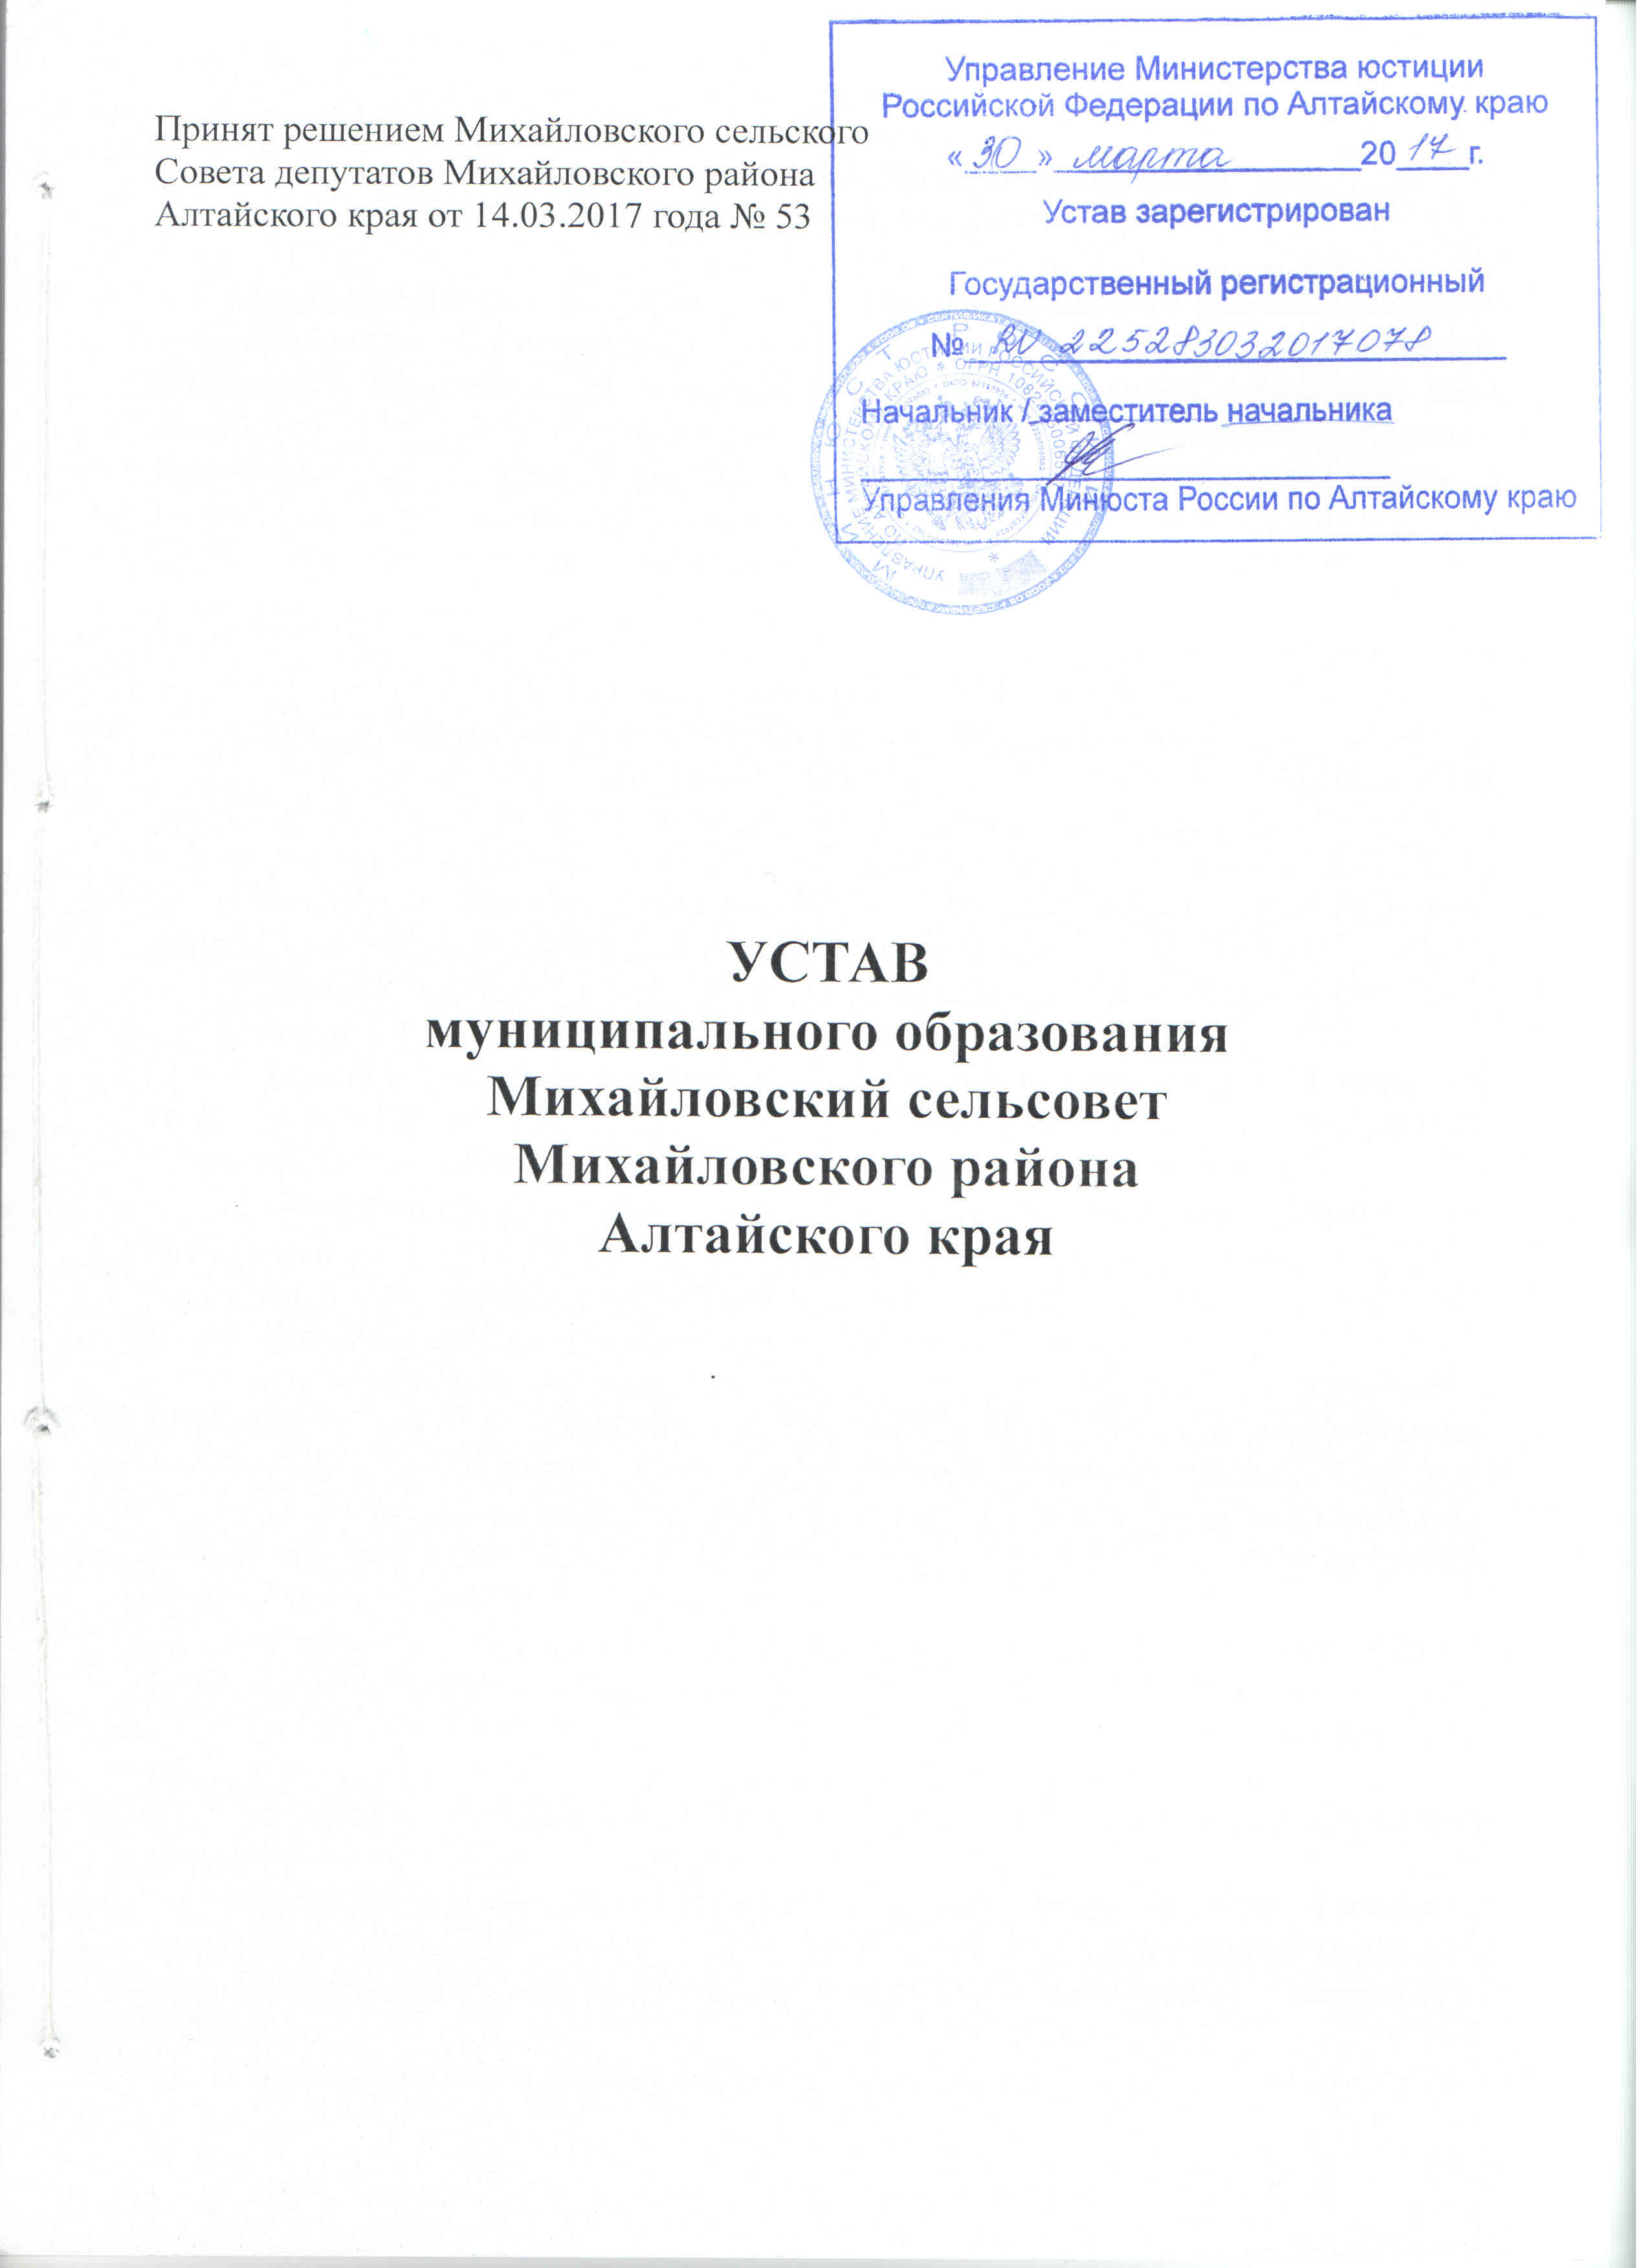 Принят решением Михайловского сельского
Совета депутатов Михайловского района
Алтайского края от 14.03.2017 года № 53
Управление Министерства юстиции
Российской Федерации по Алтайскому краю
«30» марта 2017 г.
Устав зарегистрирован
Государственный регистрационный
№ RU 225283032017078
Начальник / заместитель начальника
Управления Минюста России по Алтайскому краю
УСТАВ
муниципального образования
Михайловский сельсовет
Михайловского района
Алтайского края